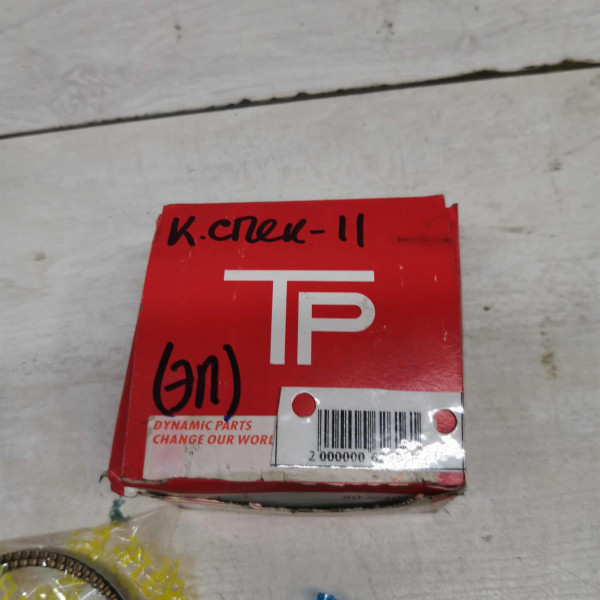 К.спек-11
TP
(ЭП)
DYNAMIC PARTS
CHANGE OUR WORL
2 000000